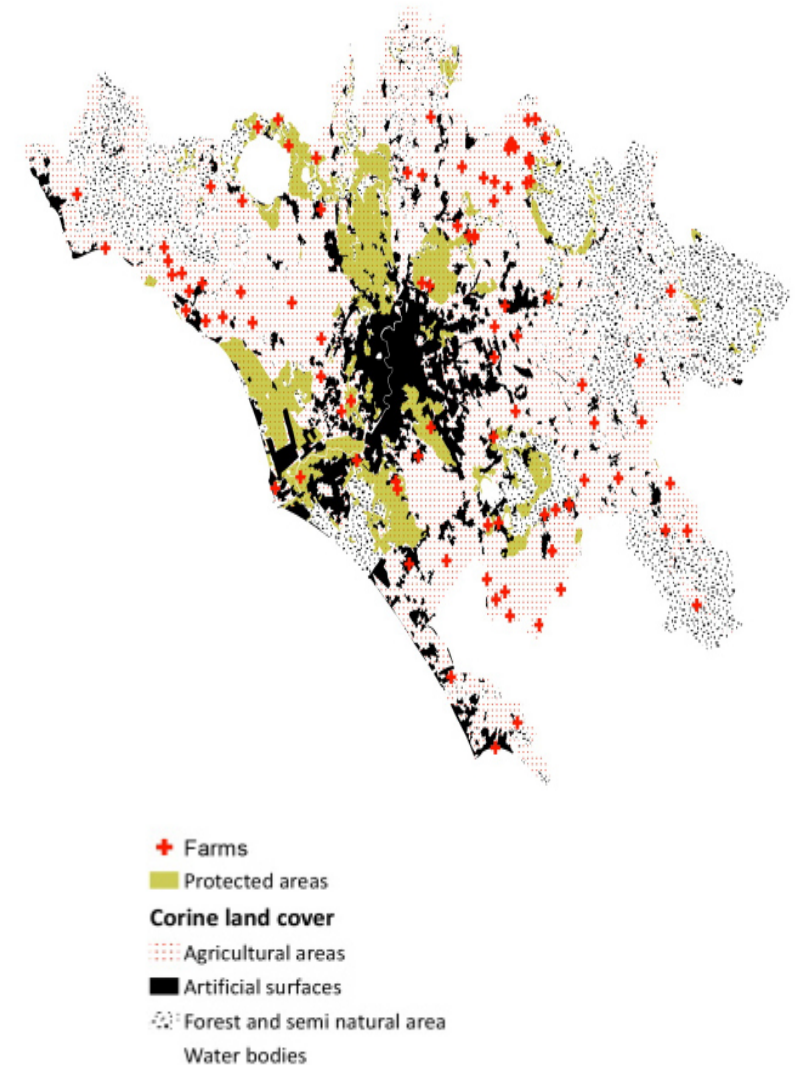 Farms
Protected areas
Corine land cover
Agricultural areas
Artificial surfaces
Forest and semi natural area
Water bodies